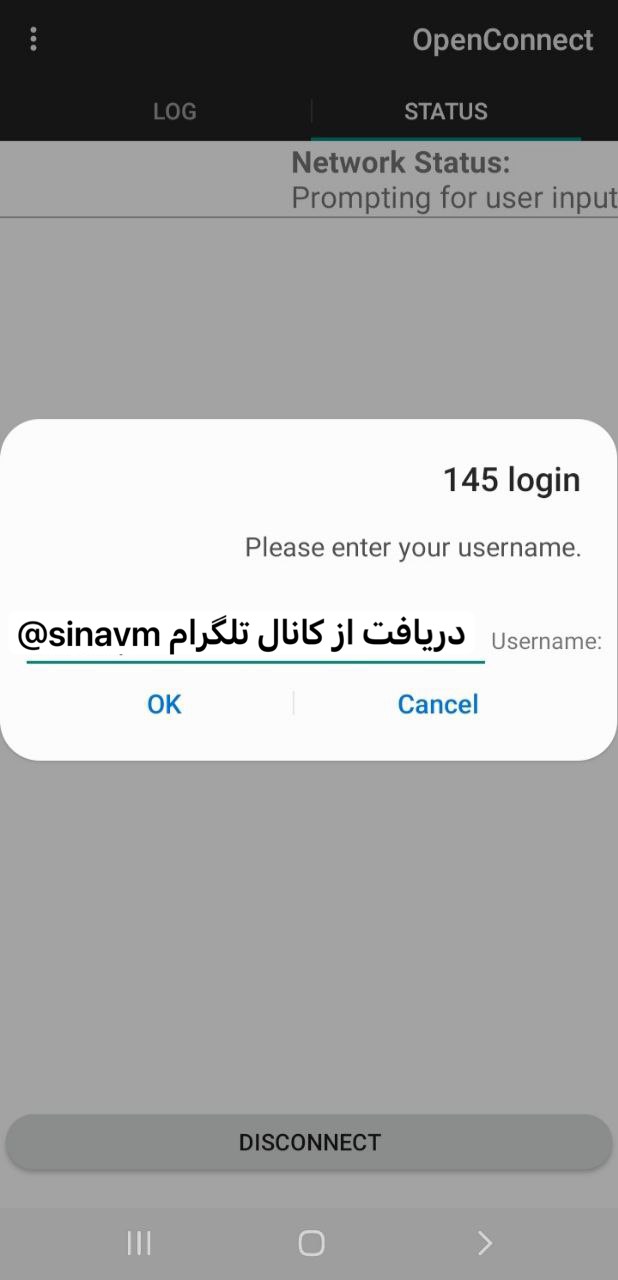 OpenConnect
LOG
STATUS
Network Status:
Prompting for user input
145 login
Please enter your username.
Username:
دریافت از کانال تلگرام @sinavm
OK
Cancel
DISCONNECT